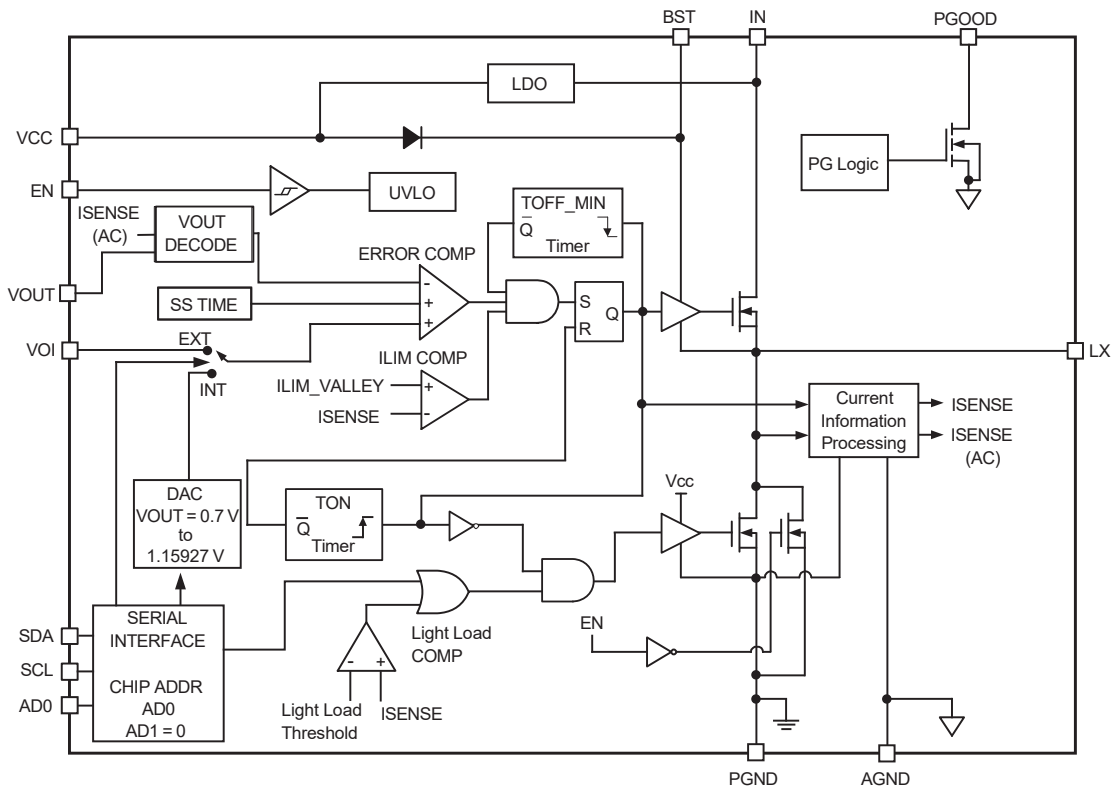 BST
IN
PGOOD
LDO
VCC
PG Logic
EN
UVLO
TOFF_MIN
Q̅
Timer
ISENSE
(AC)
VOUT
DECODE
ERROR COMP
-
+
+
VOUT
SS TIME
S
Q
R
VOI
EXT
INT
ILIM COMP
ILIM_VALLEY
+
ISENSE
-
LX
Current
Information
Processing
ISENSE
ISENSE
(AC)
DAC
VOUT = 0.7 V
to
1.15927 V
TON
Q̅
Timer
Vcc
SDA
SCL
AD0
SERIAL
INTERFACE
CHIP ADDR
AD0
AD1 = 0
Light Load
COMP
- +
Light Load
Threshold
ISENSE
EN
PGND
AGND